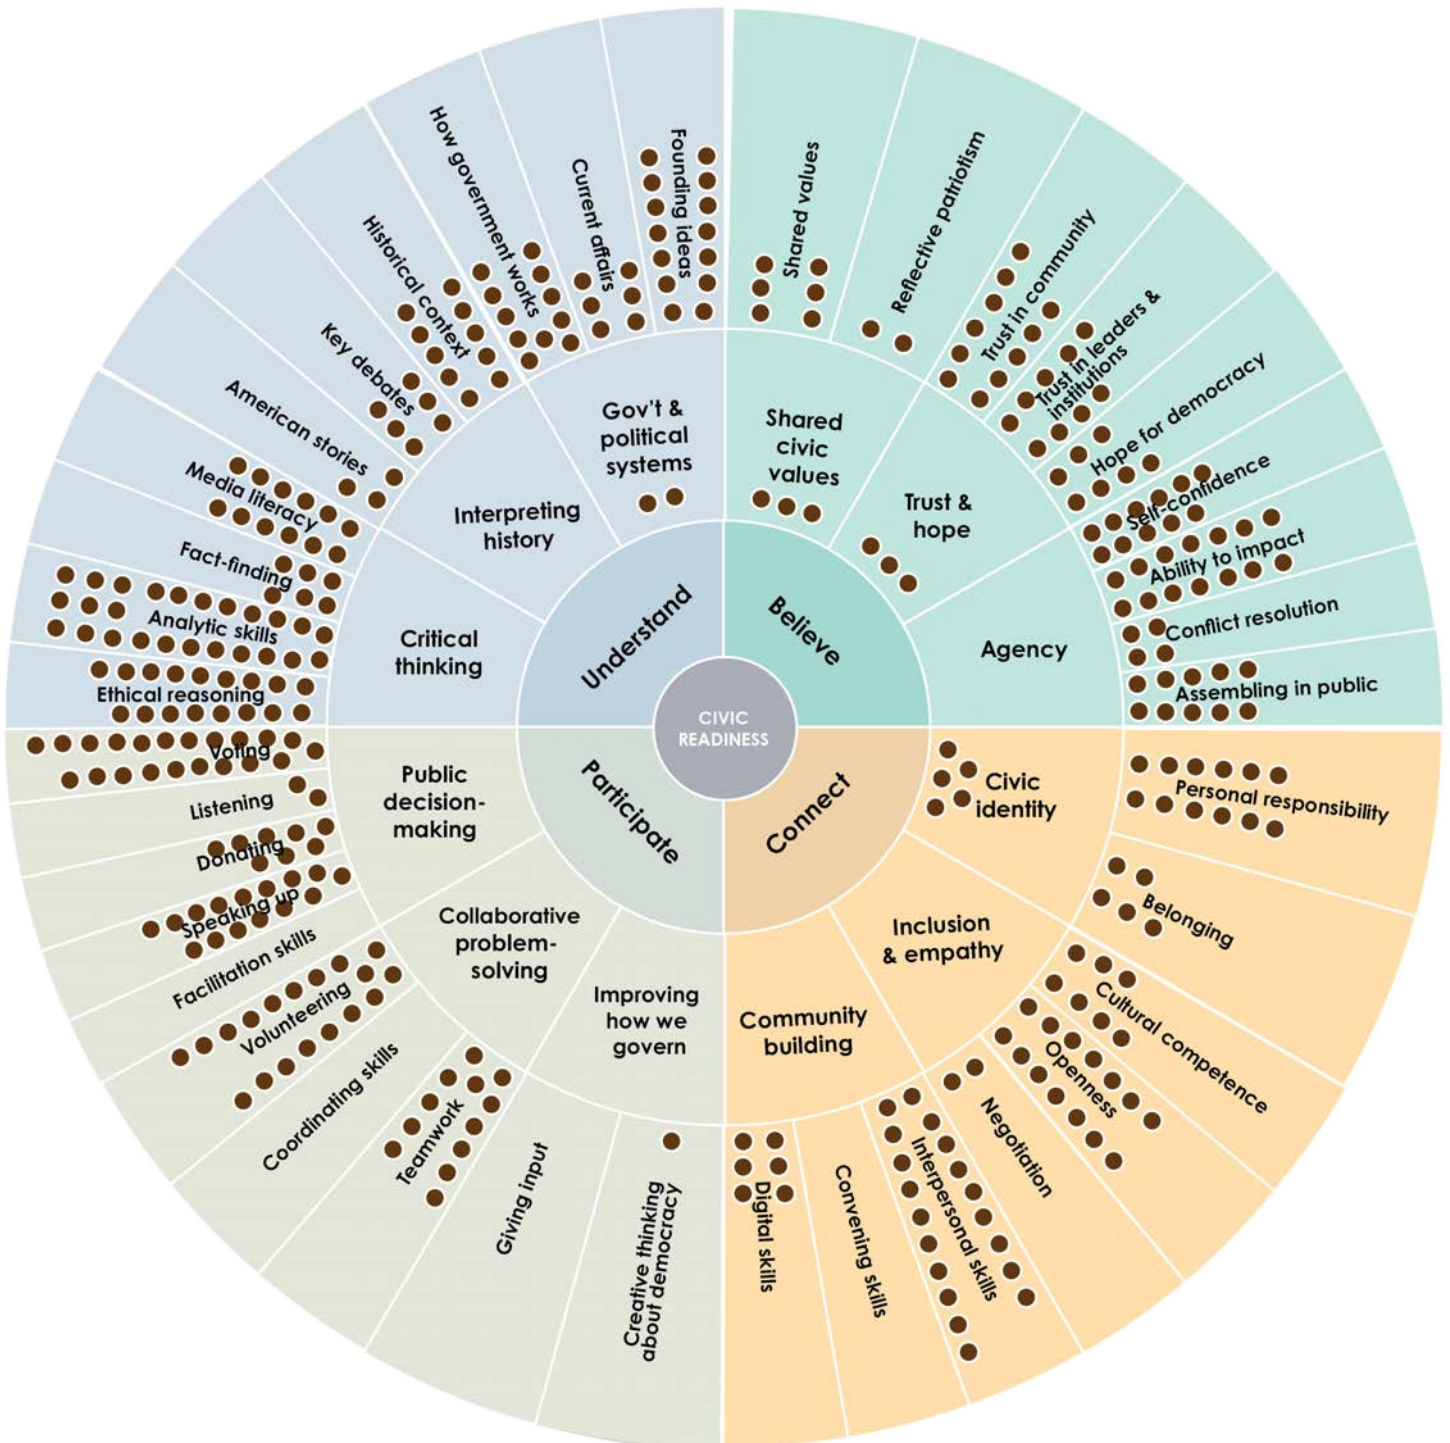 CIVIC
READINESS
Understand
Believe
Connect
Participate
Gov't &
political
systems
Interpreting
history
Critical
thinking
Shared
civic
values
Trust &
hope
Agency
Civic
identity
Inclusion
& empathy
Community
building
Improving
how we
govern
Collaborative
problem-
solving
Public
decision-
making
Founding ideas
Current affairs
How government works
Historical context
Key debates
American stories
Media literacy
Fact-finding
Analytic skills
Ethical reasoning
Shared values
Reflective patriotism
Trust in community
Trust in leaders &
institutions
Hope for democracy
Self-confidence
Ability to impact
Conflict resolution
Assembling in public
Personal responsibility
Belonging
Cultural competence
Openness
Negotiation
Interpersonal skills
Convening skills
Digital skills
Creative thinking
about democracy
Giving input
Teamwork
Coordinating skills
Volunteering
Facilitation skills
Speaking up
Donating
Listening
Voting